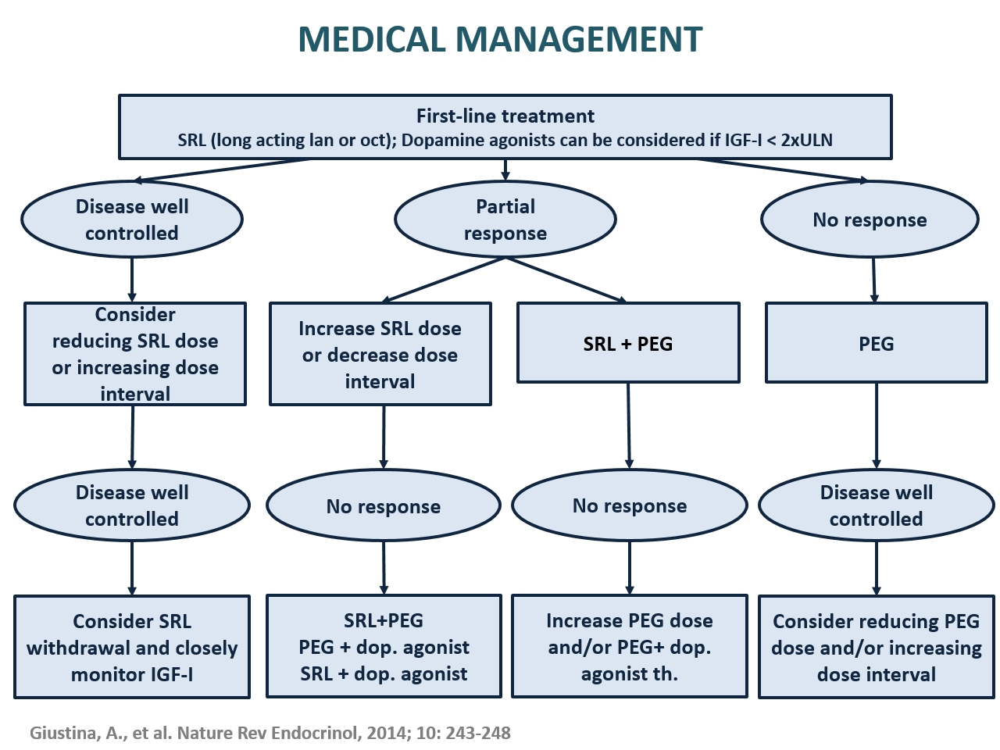 MEDICAL MANAGEMENT
First-line treatment
SRL (long acting lan or oct); Dopamine agonists can be considered if IGF-I < 2xULN
Disease well
controlled
Partial
response
No response
Consider
reducing SRL dose
or increasing dose
interval
Increase SRL dose
or decrease dose
interval
SRL + PEG
PEG
Disease well
controlled
No response
No response
Disease well
controlled
Consider SRL
withdrawal and closely
monitor IGF-I
SRL+PEG
PEG + dop. agonist
SRL + dop. agonist
Increase PEG dose
and/or PEG+ dop.
agonist th.
Consider reducing PEG
dose and/or increasing
dose interval
Giustina, A., et al. Nature Rev Endocrinol, 2014; 10: 243-248